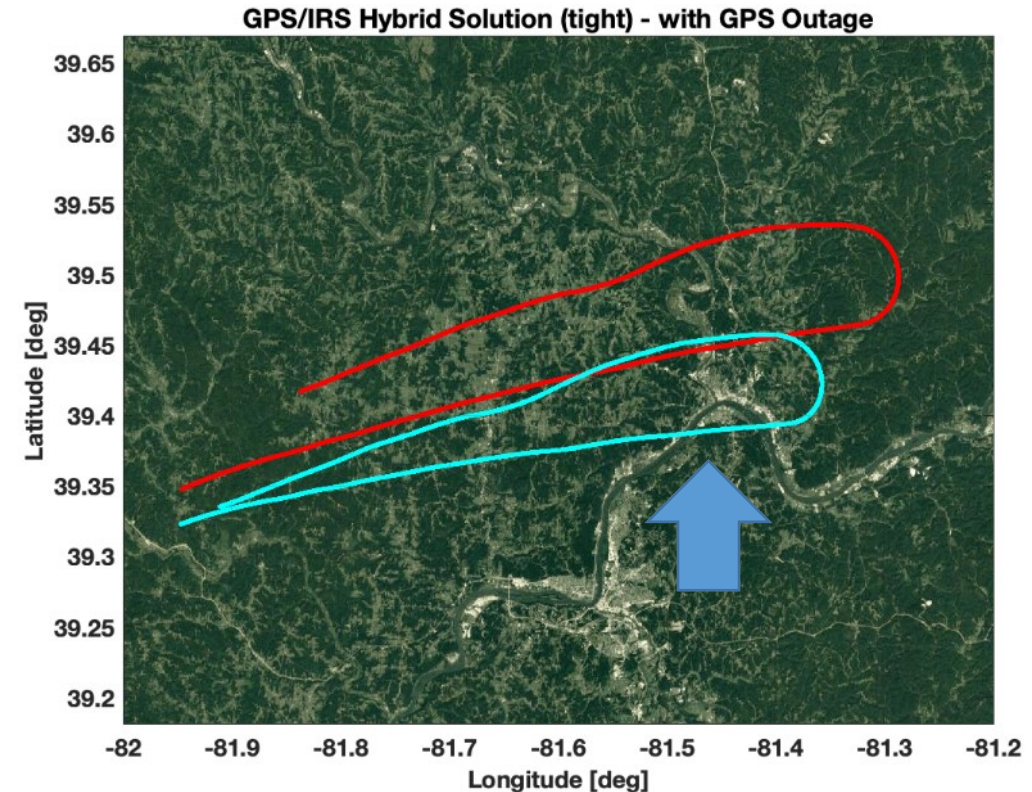 GPS/IRS Hybrid Solution (tight) - with GPS Outage
39.65
39.6
39.55
39.5
39.45
39.4
39.35
39.3
39.25
39.2
Latitude [deg]
-82 -81.9 -81.8 -81.7 -81.6 -81.5 -81.4 -81.3 -81.2
Longitude [deg]